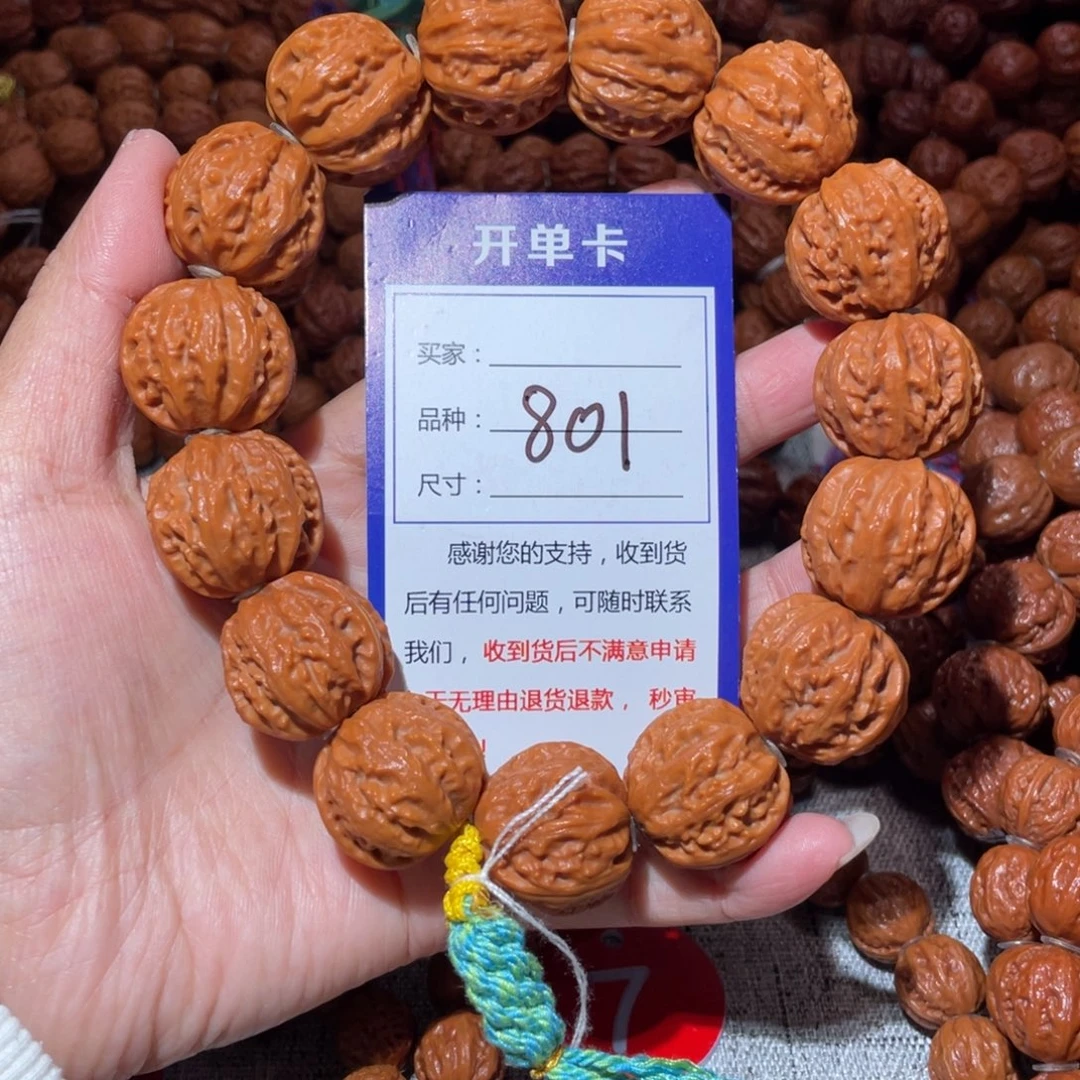 开单卡
买家：
品种：801
尺寸：
感谢您的支持，收到货
后有任何问题，可随时联系
我们，收到货后不满意申请
天无理由退货退款，秒审
!
7